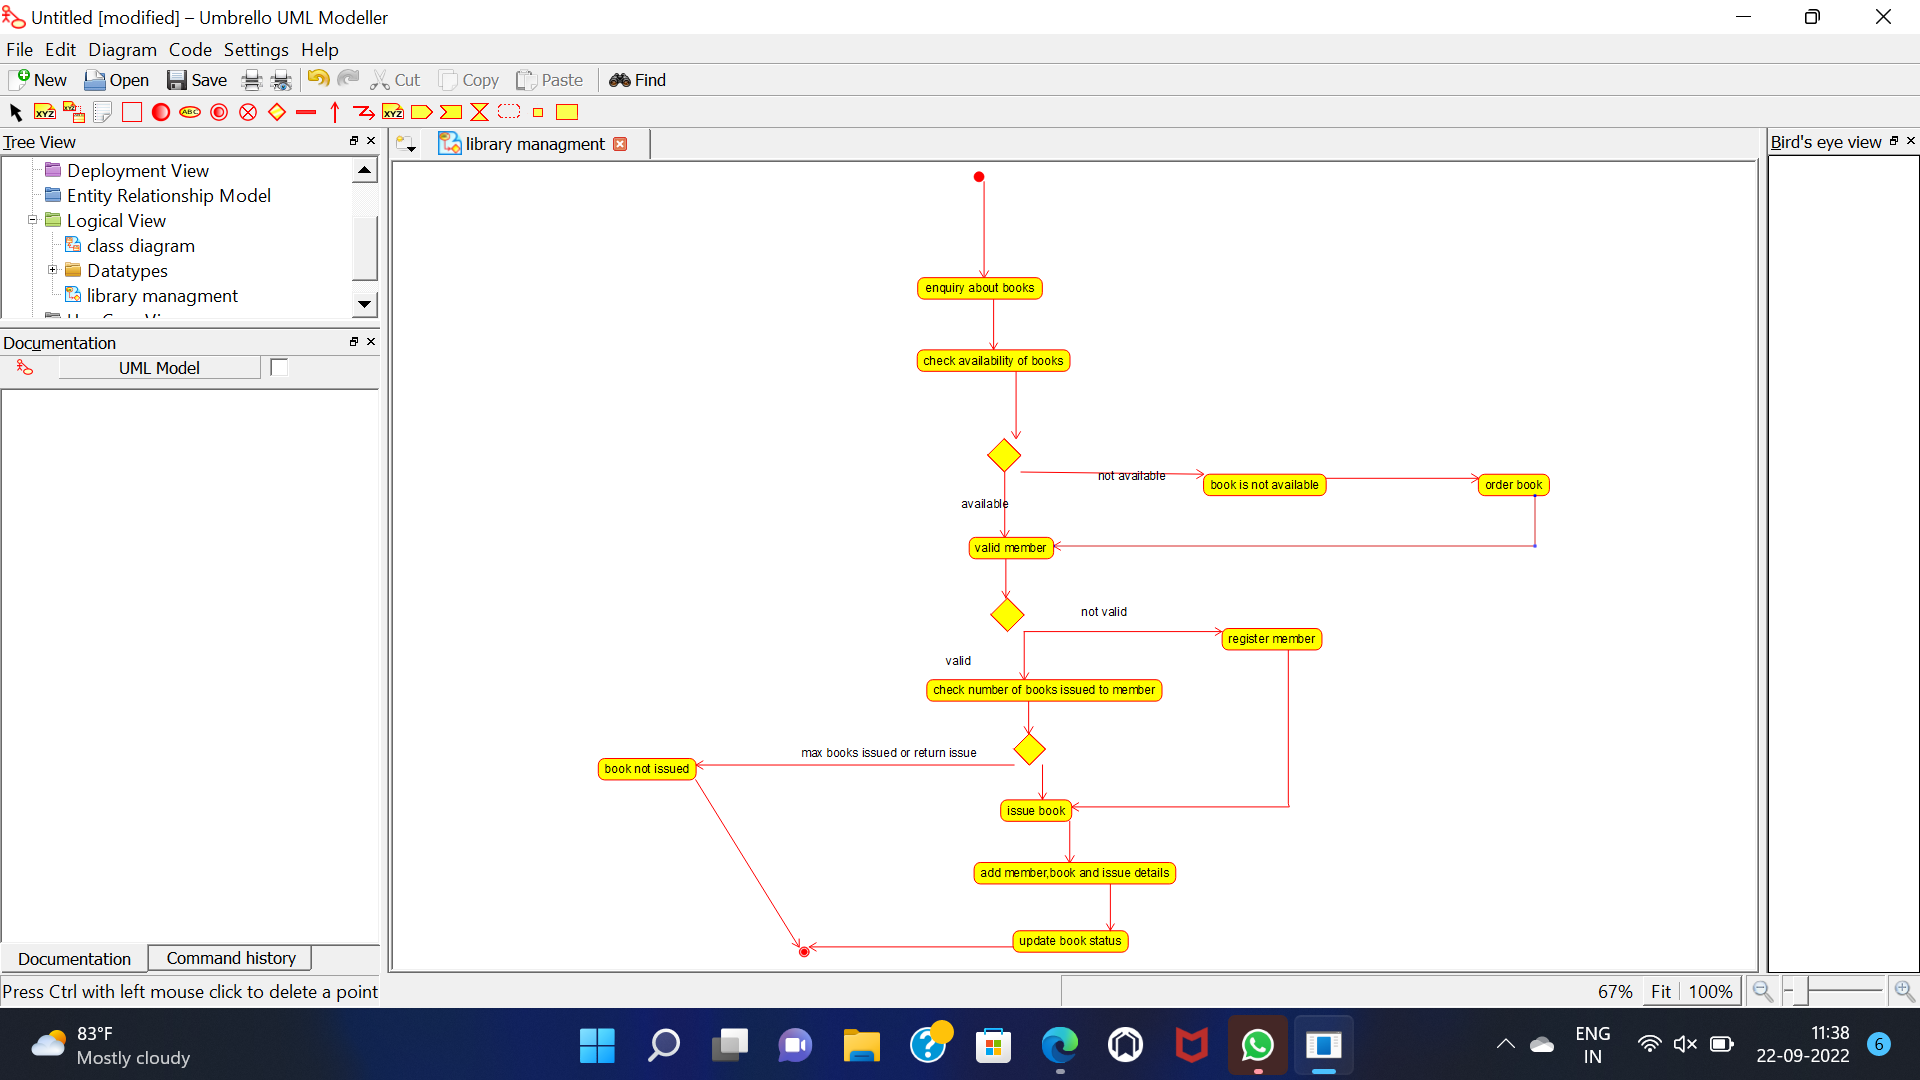 Untitled [modified] – Umbrello UML Modeller
File Edit Diagram Code Settings Help
New Open Save Cut Copy Paste Find
XYZ XYZ ABC XYZ
Tree View
Deployment View
Entity Relationship Model
Logical View
class diagram
Datatypes
library managment
Documentation
UML Model
Documentation Command history
library managment
Bird's eye view
enquiry about books
check availability of books
not available
book is not available
order book
available
valid member
not valid
register member
valid
check number of books issued to member
max books issued or return issue
book not issued
issue book
add member,book and issue details
update book status
Press Ctrl with left mouse click to delete a point
67% Fit 100%
83°F
Mostly cloudy
ENG
IN
11:38
22-09-2022
6